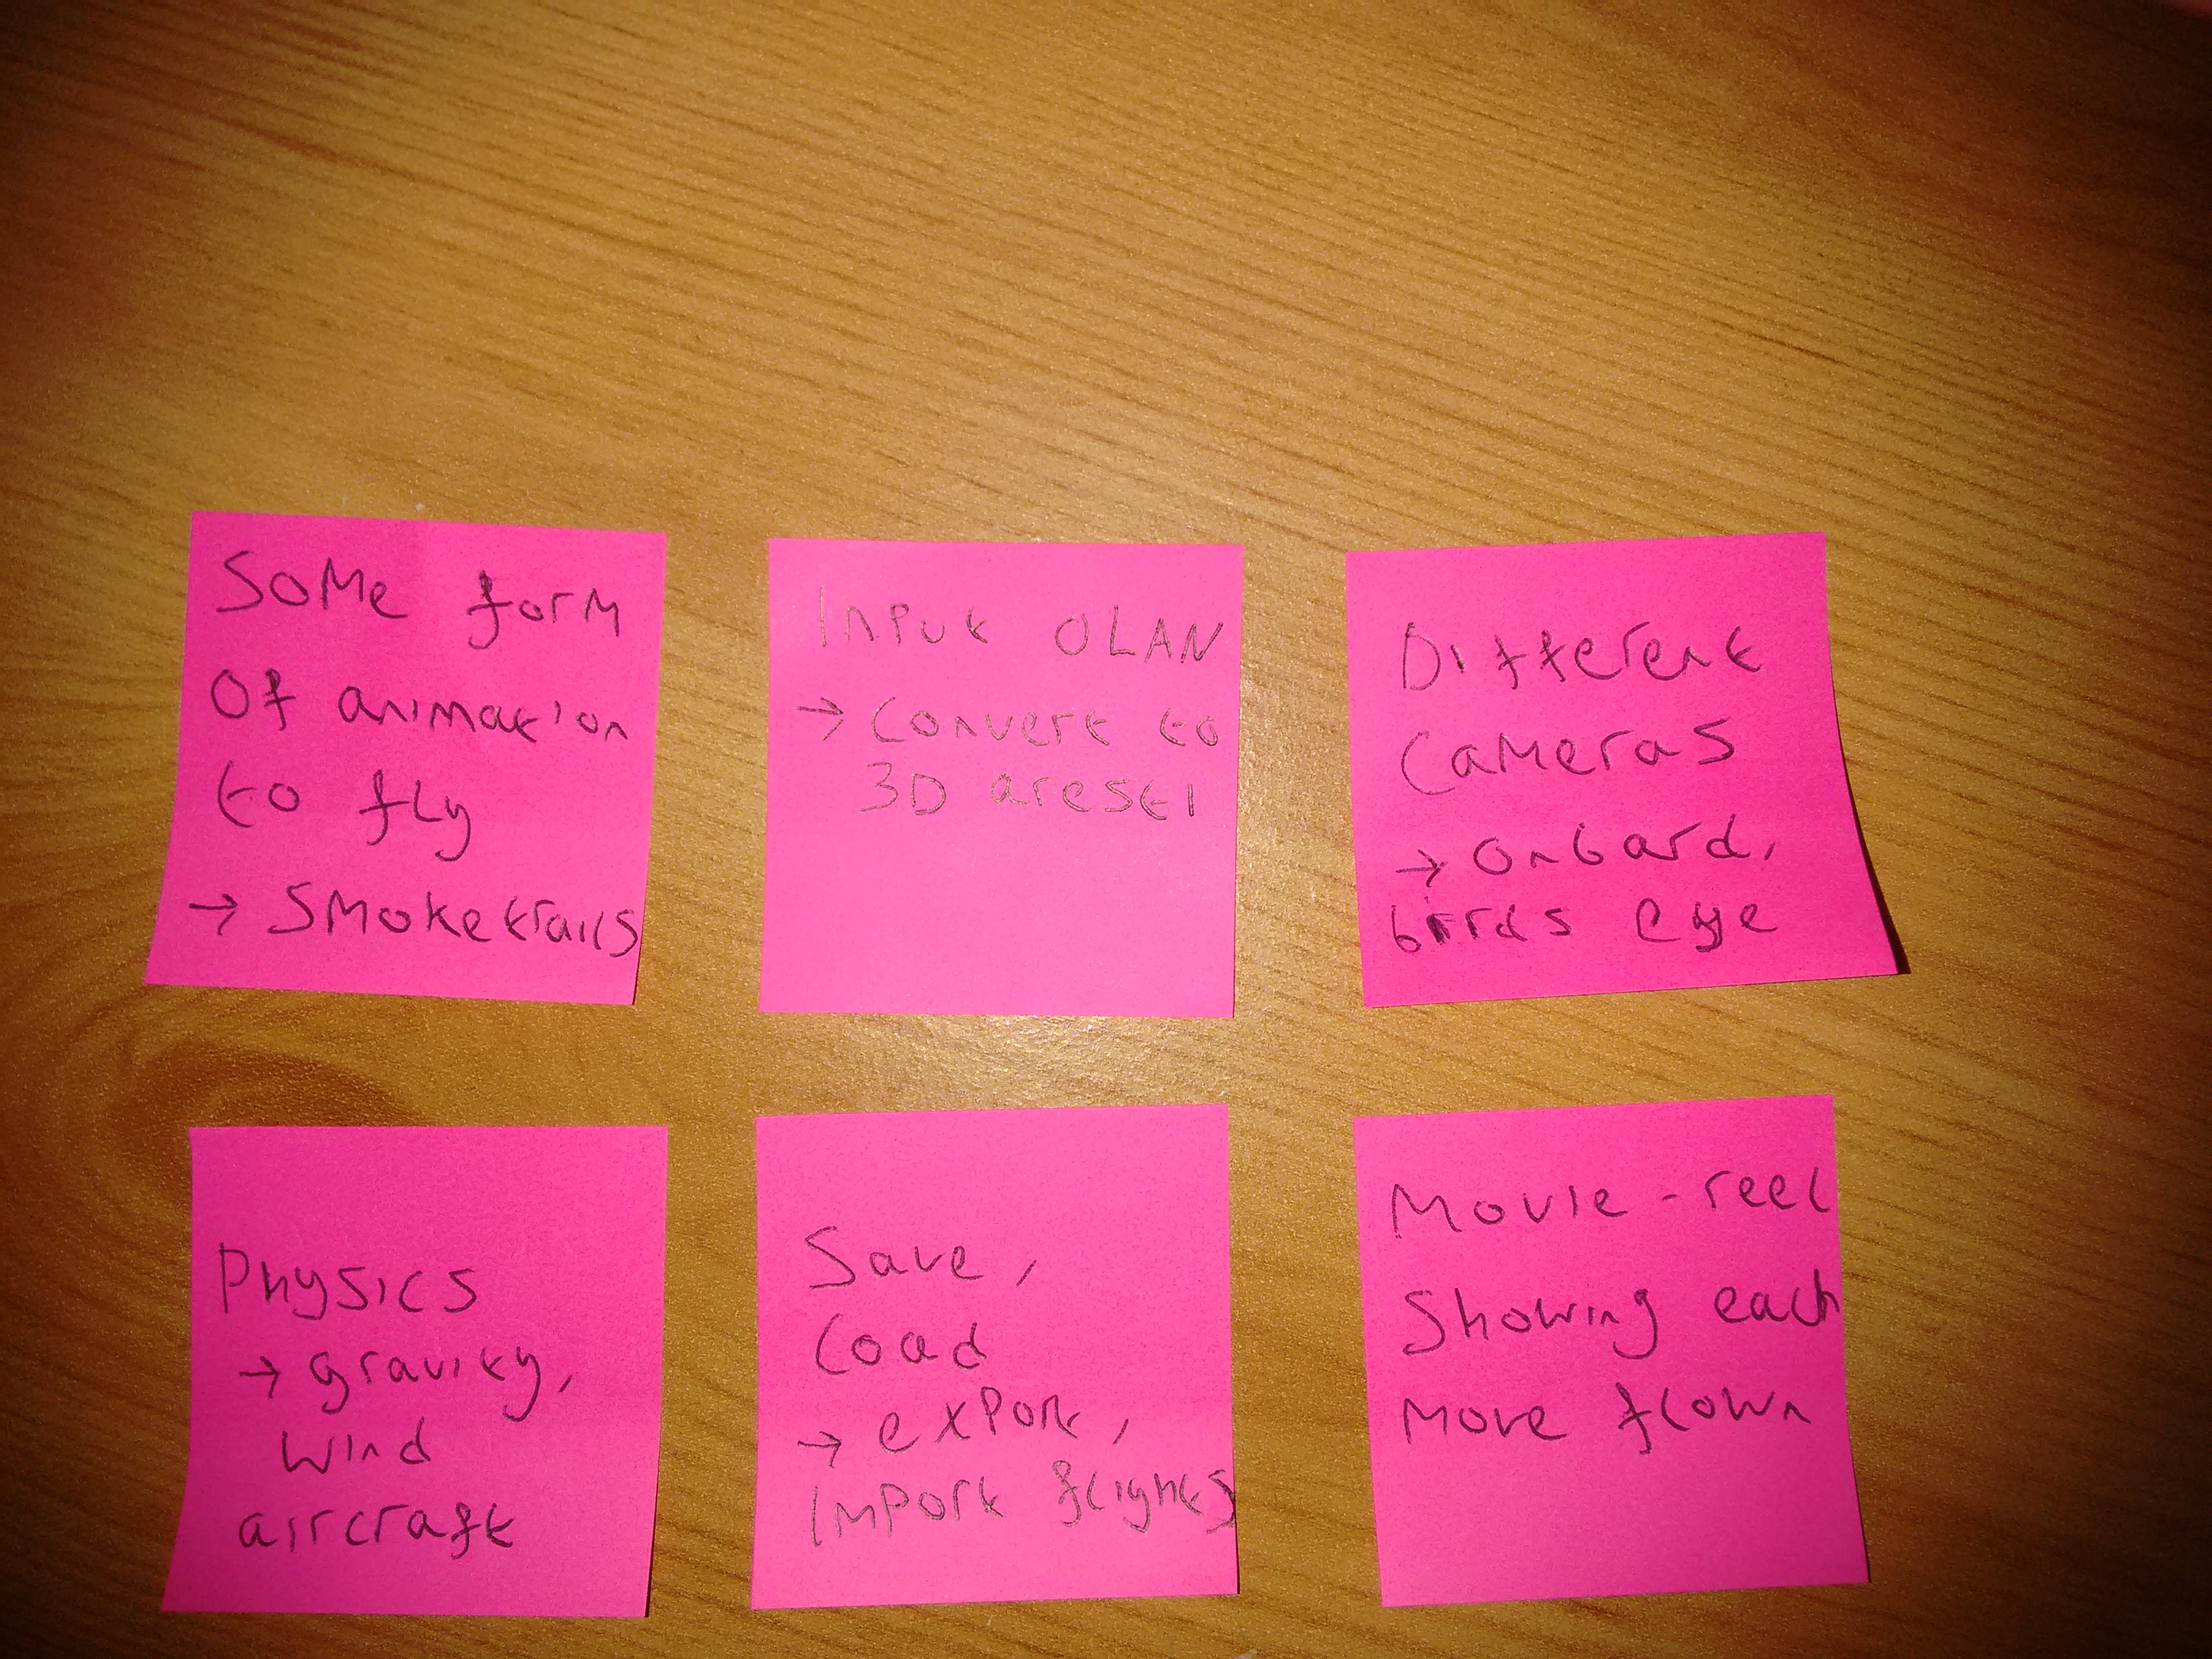 Some form
of animation
to fly
→ smoketrails
Input OLAN
→ convert to
3D aresti
Different
cameras
→ onbard,
birds eye
Physics
→ gravity,
wind
aircraft
Save,
load
→ export,
import flights
Movie-reel
showing each
move flown